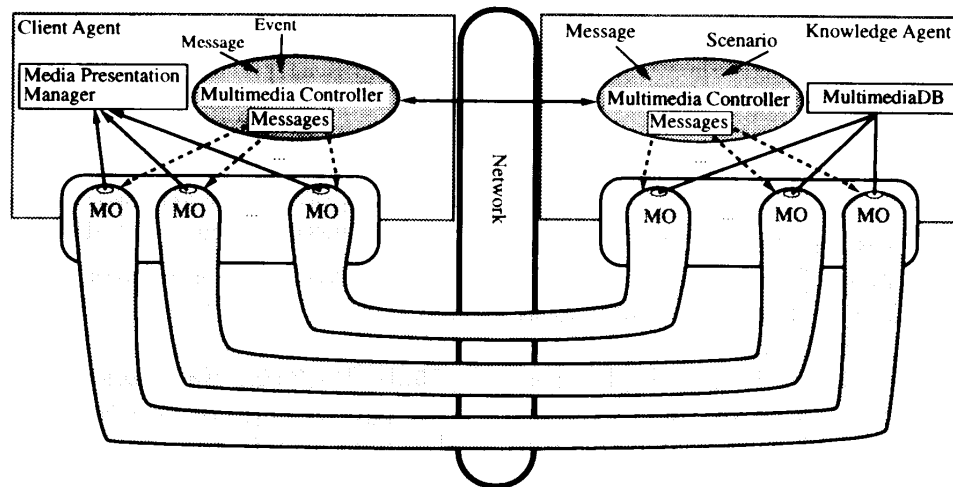 Client Agent
Event
Message
Media Presentation
Manager
Multimedia Controller
Messages
...
MO
MO
...
MO
Network
Message
Scenario
Knowledge Agent
Multimedia Controller
Messages
MultimediaDB
...
MO
...
MO
MO